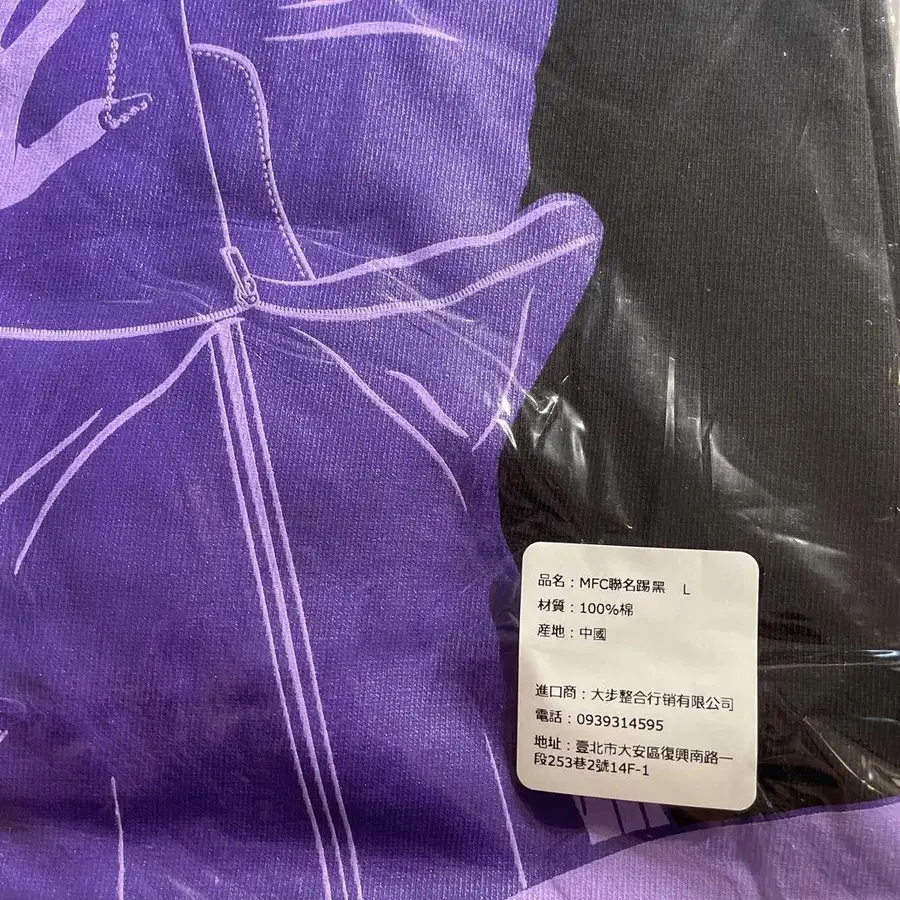 品名：MFC聯名踢黑　L
材質：100%棉
産地：中國
進口商：大步整合行销有限公司
電話：0939314595
地址：臺北市大安區復興南路一
段253巷2號14F-1